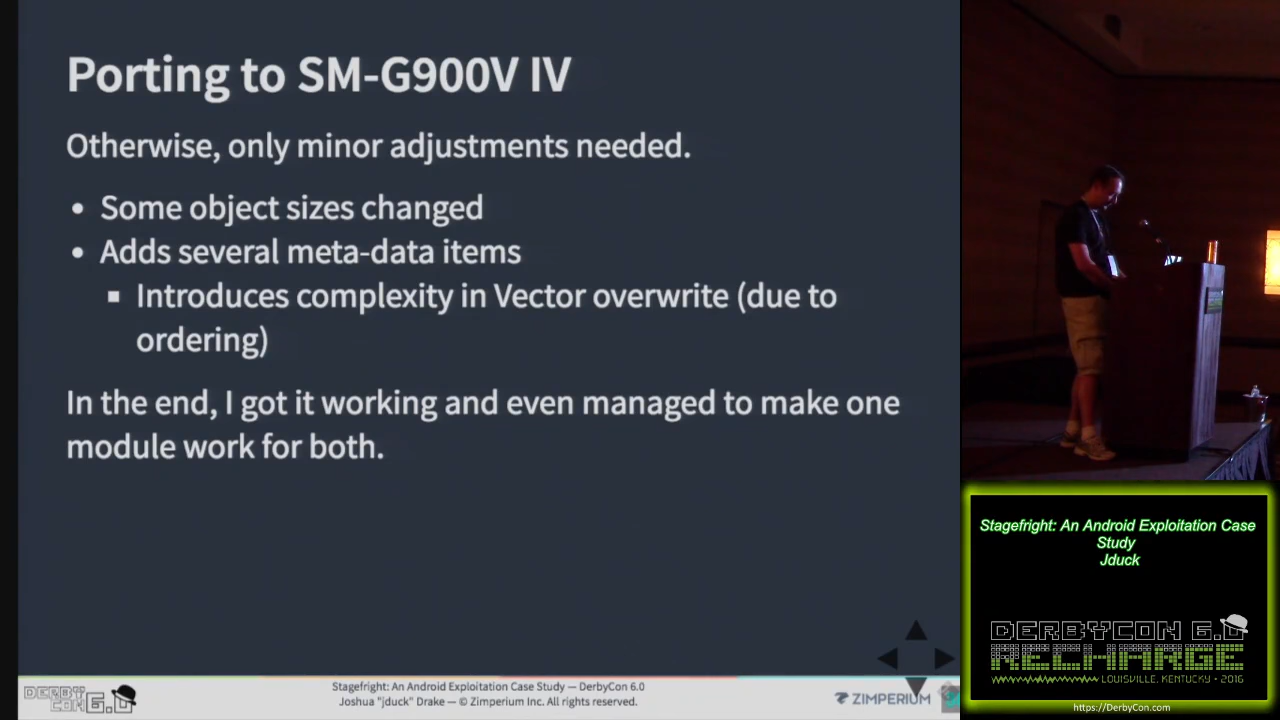 Porting to SM-G900V IV
Otherwise, only minor adjustments needed.
• Some object sizes changed
• Adds several meta-data items
▪ Introduces complexity in Vector overwrite (due to
ordering)
In the end, I got it working and even managed to make one
module work for both.
DERBY
CON 6.0
Stagefright: An Android Exploitation Case Study — DerbyCon 6.0
Joshua "jduck" Drake — © Zimperium Inc. All rights reserved.
ZIMPERIUM
Stagefright: An Android Exploitation Case
Study
Jduck
DERBYCON 6.0
RECHARGE
LOUISVILLE, KENTUCKY • 2016
https://DerbyCon.com